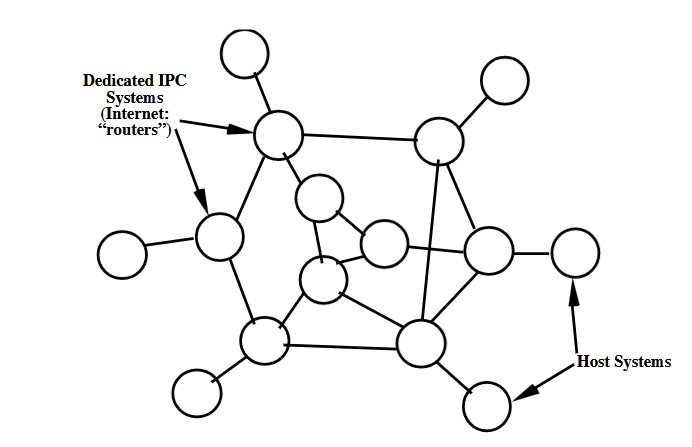 Dedicated IPC
Systems
(Internet:
“routers”)
Host Systems